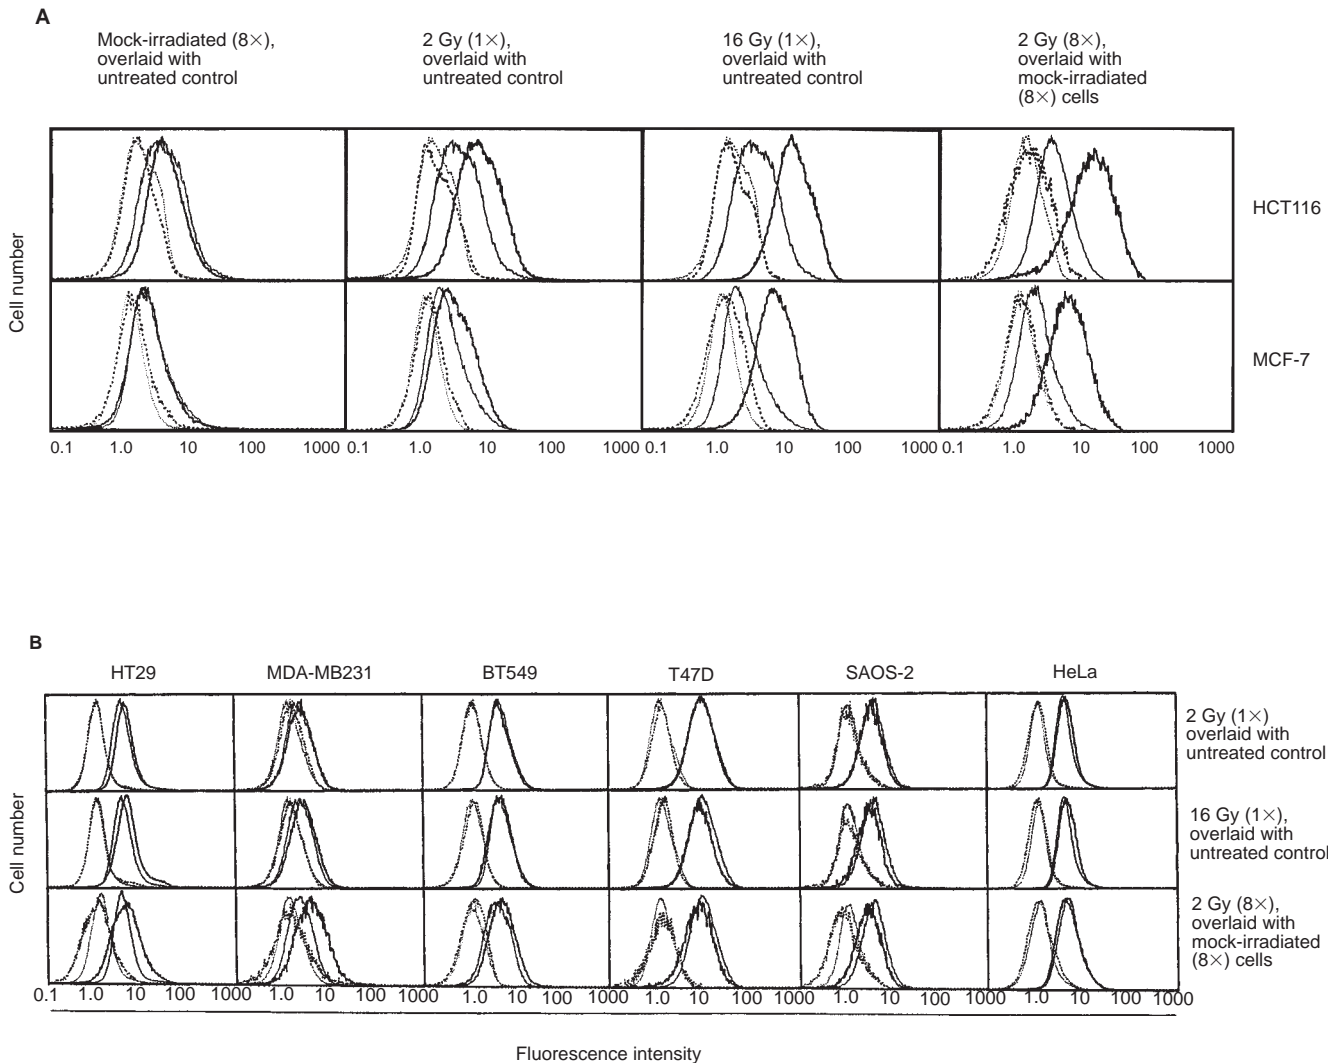 A
Mock-irradiated (8×),
overlaid with
untreated control
2 Gy (1×),
overlaid with
untreated control
16 Gy (1×),
overlaid with
untreated control
2 Gy (8×),
overlaid with
mock-irradiated
(8×) cells
Cell number
HCT116
MCF-7
0.1 1.0 10 100 1000 0.1 1.0 10 100 1000 0.1 1.0 10 100 1000 0.1 1.0 10 100 1000
B
HT29 MDA-MB231 BT549 T47D SAOS-2 HeLa
Cell number
2 Gy (1×)
overlaid with
untreated control
16 Gy (1×),
overlaid with
untreated control
2 Gy (8×),
overlaid with
mock-irradiated
(8×) cells
0.1 1.0 10 100 1000 1.0 10 100 1000 1.0 10 100 1000 1.0 10 100 1000 1.0 10 100 1000 1.0 10 100 1000
Fluorescence intensity